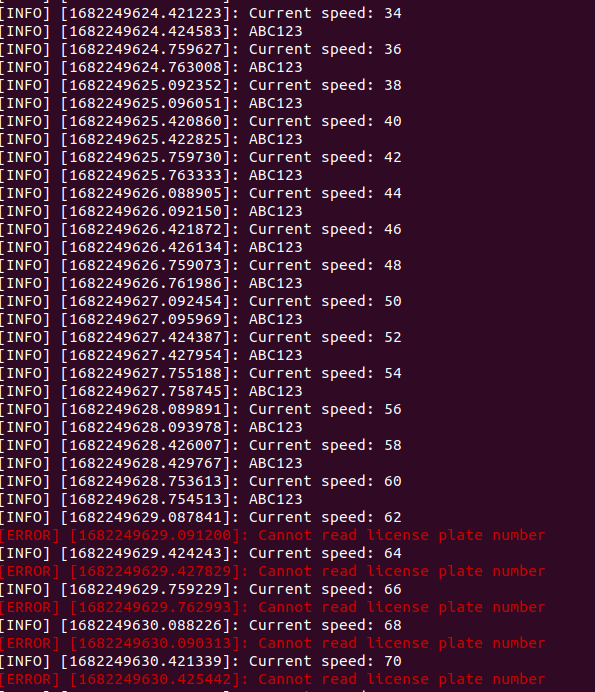 [INFO] [1682249624.421223]: Current speed: 34
[INFO] [1682249624.424583]: ABC123
[INFO] [1682249624.759627]: Current speed: 36
[INFO] [1682249624.763008]: ABC123
[INFO] [1682249625.092352]: Current speed: 38
[INFO] [1682249625.096051]: ABC123
[INFO] [1682249625.420860]: Current speed: 40
[INFO] [1682249625.422825]: ABC123
[INFO] [1682249625.759730]: Current speed: 42
[INFO] [1682249625.763333]: ABC123
[INFO] [1682249626.088905]: Current speed: 44
[INFO] [1682249626.092150]: ABC123
[INFO] [1682249626.421872]: Current speed: 46
[INFO] [1682249626.426134]: ABC123
[INFO] [1682249626.759073]: Current speed: 48
[INFO] [1682249626.761986]: ABC123
[INFO] [1682249627.092454]: Current speed: 50
[INFO] [1682249627.095969]: ABC123
[INFO] [1682249627.424387]: Current speed: 52
[INFO] [1682249627.427954]: ABC123
[INFO] [1682249627.755188]: Current speed: 54
[INFO] [1682249627.758745]: ABC123
[INFO] [1682249628.089891]: Current speed: 56
[INFO] [1682249628.093978]: ABC123
[INFO] [1682249628.426007]: Current speed: 58
[INFO] [1682249628.429767]: ABC123
[INFO] [1682249628.753613]: Current speed: 60
[INFO] [1682249628.754513]: ABC123
[INFO] [1682249629.087841]: Current speed: 62
[ERROR] [1682249629.091200]: Cannot read license plate number
[INFO] [1682249629.424243]: Current speed: 64
[ERROR] [1682249629.427829]: Cannot read license plate number
[INFO] [1682249629.759229]: Current speed: 66
[ERROR] [1682249629.762993]: Cannot read license plate number
[INFO] [1682249630.088226]: Current speed: 68
[ERROR] [1682249630.090313]: Cannot read license plate number
[INFO] [1682249630.421339]: Current speed: 70
[ERROR] [1682249630.425442]: Cannot read license plate number